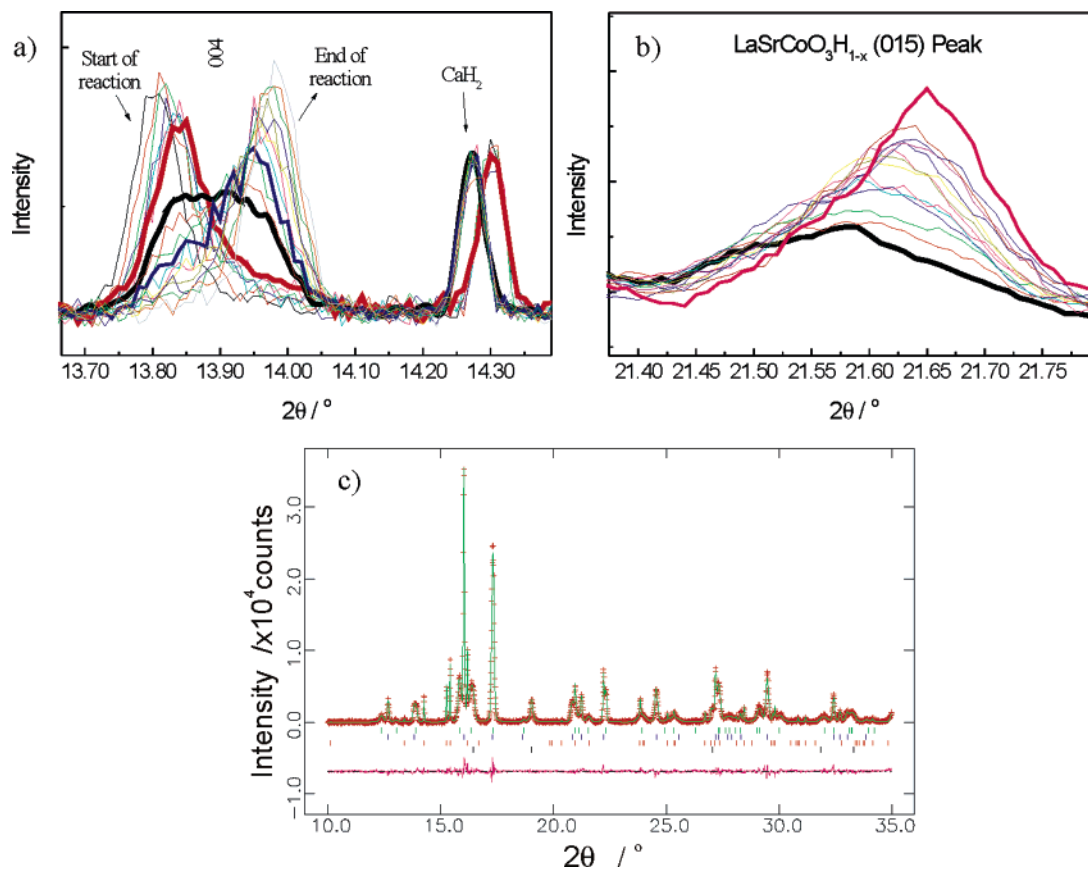 a)
004
Start of
reaction
End of
reaction
CaH2
Intensity
13.70 13.80 13.90 14.00 14.10 14.20 14.30
2θ / °
b)
LaSrCoO3H1-x (015) Peak
Intensity
21.40 21.45 21.50 21.55 21.60 21.65 21.70 21.75
2θ / °
c)
Intensity /x10^4 counts
3.0
2.0
1.0
0.0
−1.0
10.0 15.0 20.0 25.0 30.0 35.0
2θ / °